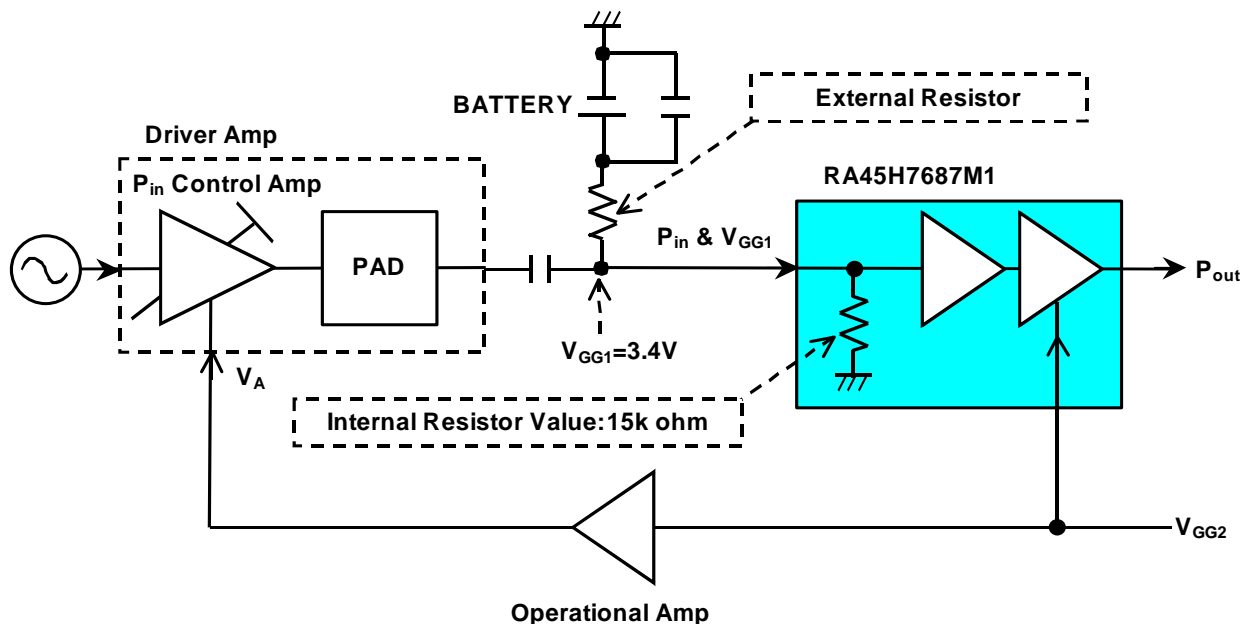 BATTERY
External Resistor
Driver Amp
Pin Control Amp
RA45H7687M1
PAD
Pin & VGG1
Pout
VGG1=3.4V
VA
Internal Resistor Value:15k ohm
VGG2
Operational Amp